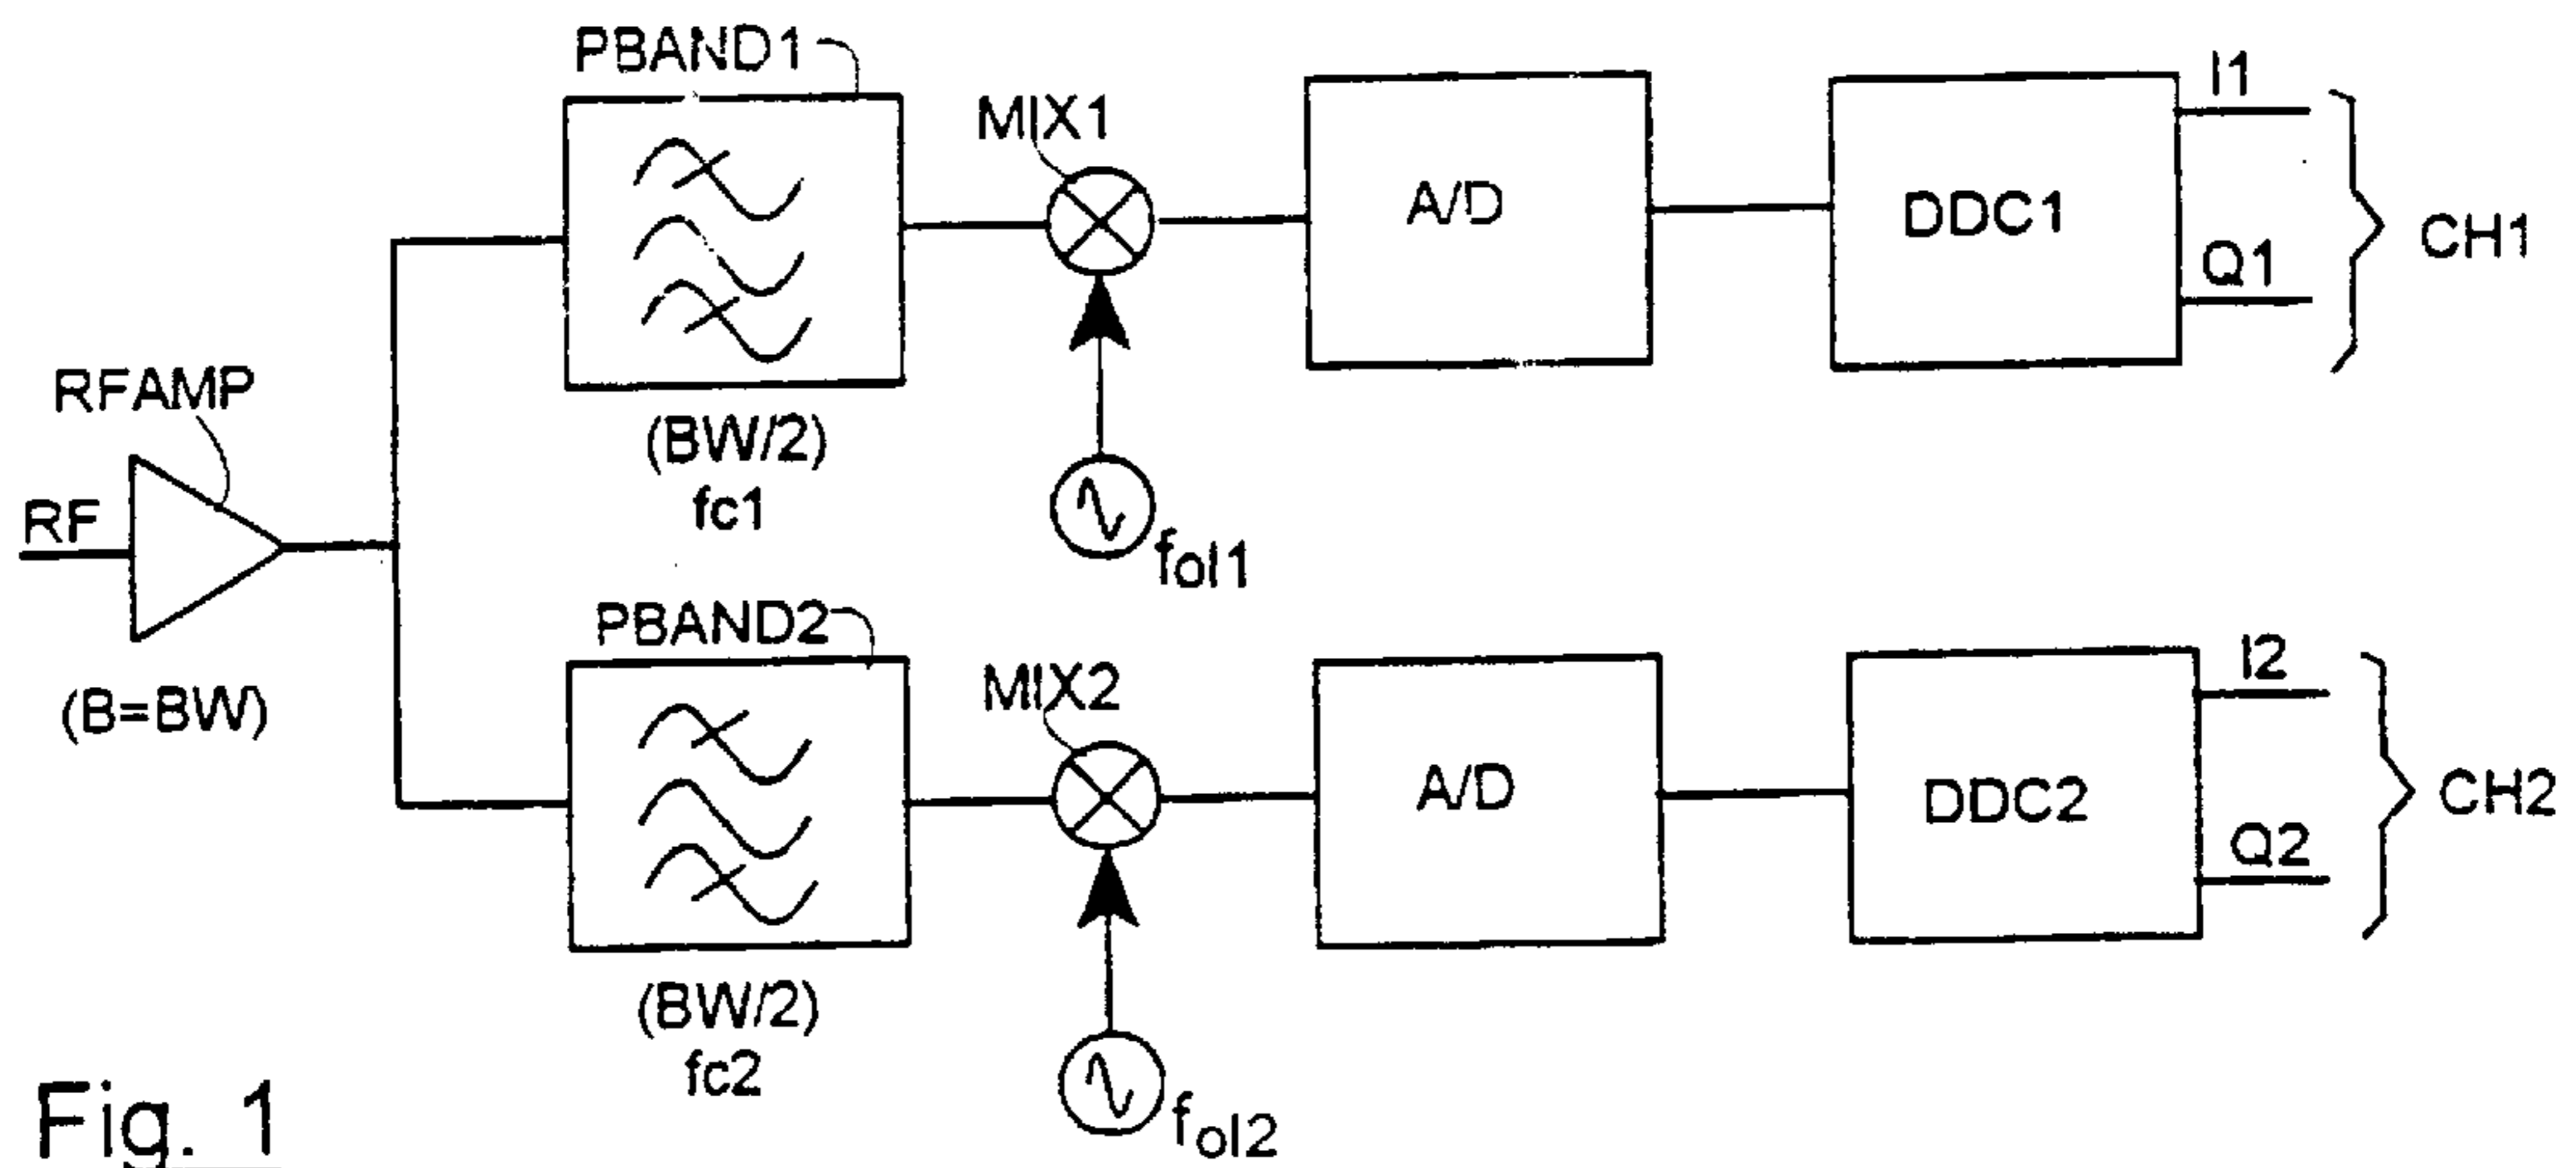 PBAND1
MIX1
A/D
DDC1
I1
Q1
CH1
(BW/2)
fc1
fol1
RFAMP
RF
(B=BW)
PBAND2
MIX2
A/D
DDC2
I2
Q2
CH2
(BW/2)
fc2
fol2
Fig. 1